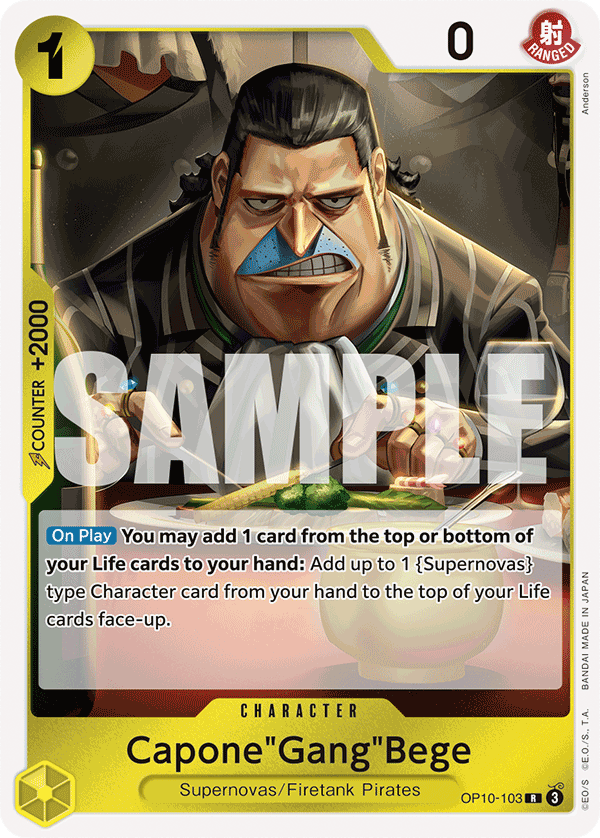 1
0
射
RANGED
Anderson
COUNTER +2000
SAMPLE
On Play You may add 1 card from the top or bottom of
your Life cards to your hand: Add up to 1 {Supernovas}
type Character card from your hand to the top of your Life
cards face-up.
©EO/S ©E.O./S., T.A. BANDAI MADE IN JAPAN
CHARACTER
Capone"Gang"Bege
Supernovas/Firetank Pirates
OP10-103 R 3